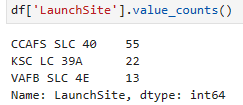 df['LaunchSite'].value_counts()
CCAFS SLC 40    55
KSC LC 39A      22
VAFB SLC 4E     13
Name: LaunchSite, dtype: int64